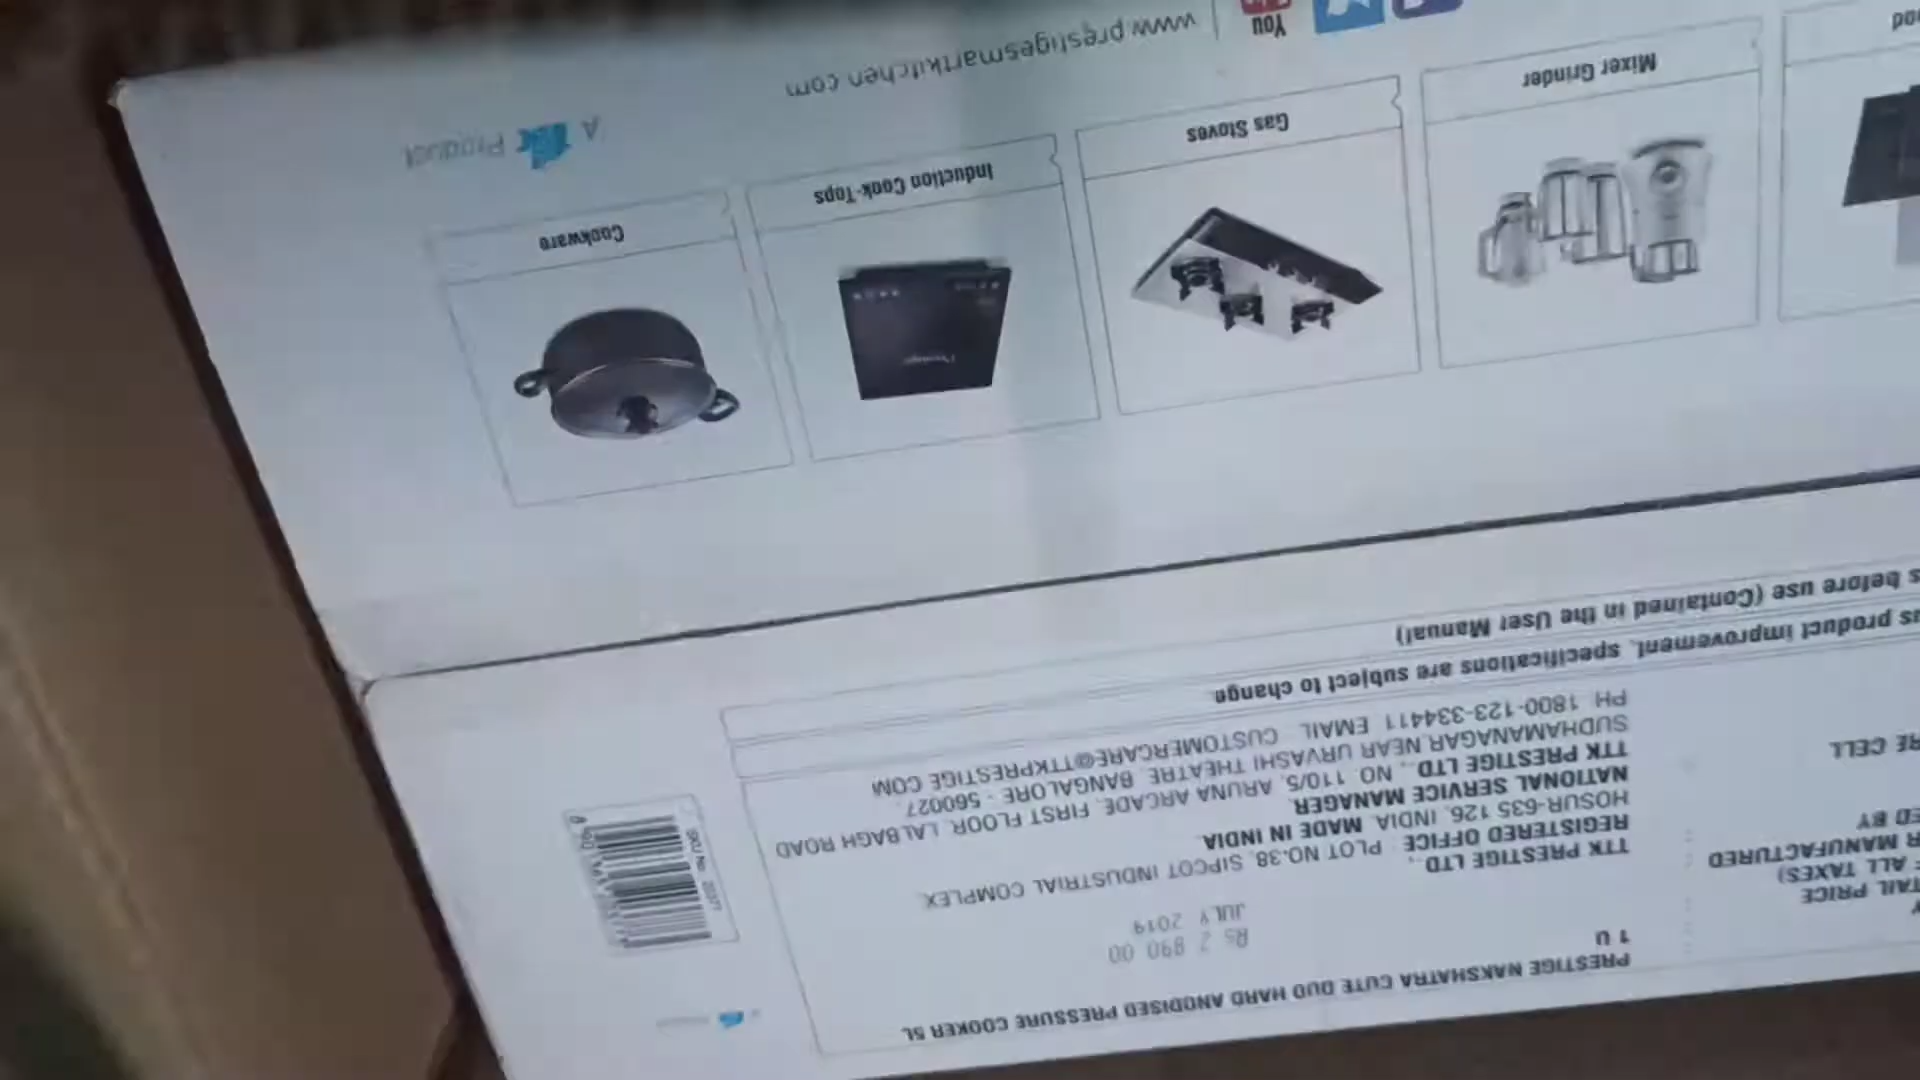 PRESTIGE NAKSHATRA CUTE DUO HARD ANODISED PRESSURE COOKER 5L
1 U
TAIL PRICE
Rs 2 890 00
ALL TAXES)
JULY 2019
R MANUFACTURED
TTK PRESTIGE LTD.,
ED BY
REGISTERED OFFICE PLOT NO.38, SIPCOT INDUSTRIAL COMPLEX,
HOSUR-635 126, INDIA. MADE IN INDIA.
NATIONAL SERVICE MANAGER,
RE CELL
TTK PRESTIGE LTD., NO. 110/5, ARUNA ARCADE, FIRST FLOOR, LALBAGH ROAD
SUDHAMANAGAR NEAR URVASHI THEATRE, BANGALORE - 560027
PH 1800-123-334411 EMAIL CUSTOMERCARE@TTKPRESTIGE.COM
us product improvement, specifications are subject to change
s before use (Contained in the User Manual)
SKU No
Cookware
Induction Cook-Tops
Gas Stoves
Mixer Grinder
A ttk Product
www.prestigesmartkitchen.com
You